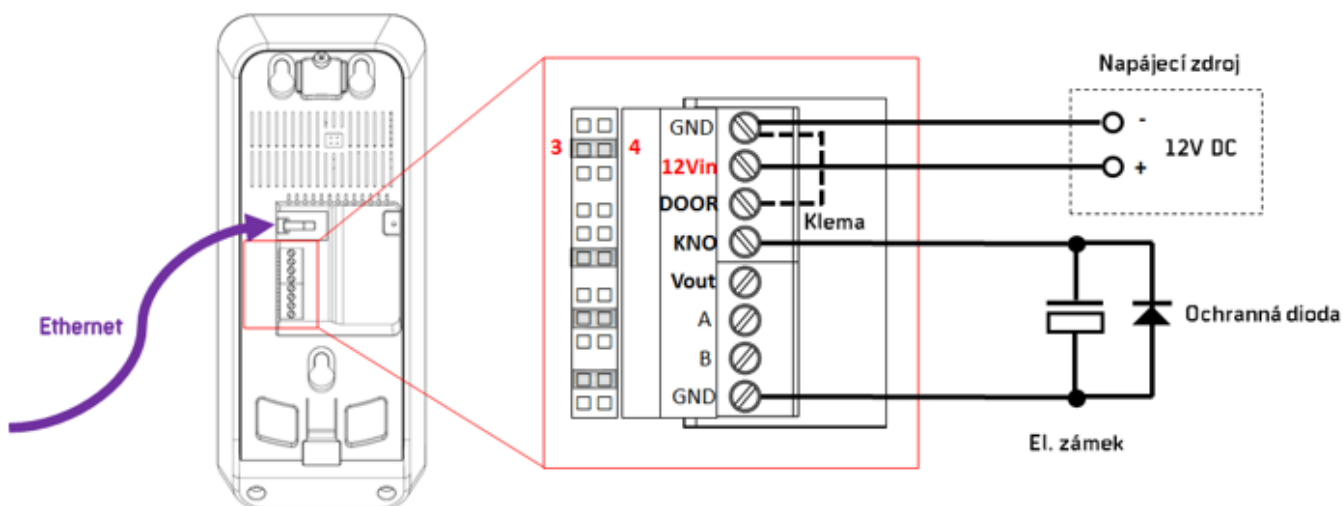 Napájecí zdroj
GND
-
3
4
12V DC
12Vin
+
DOOR
Klema
KNO
Vout
Ethernet
A
Ochranná dioda
B
GND
El. zámek